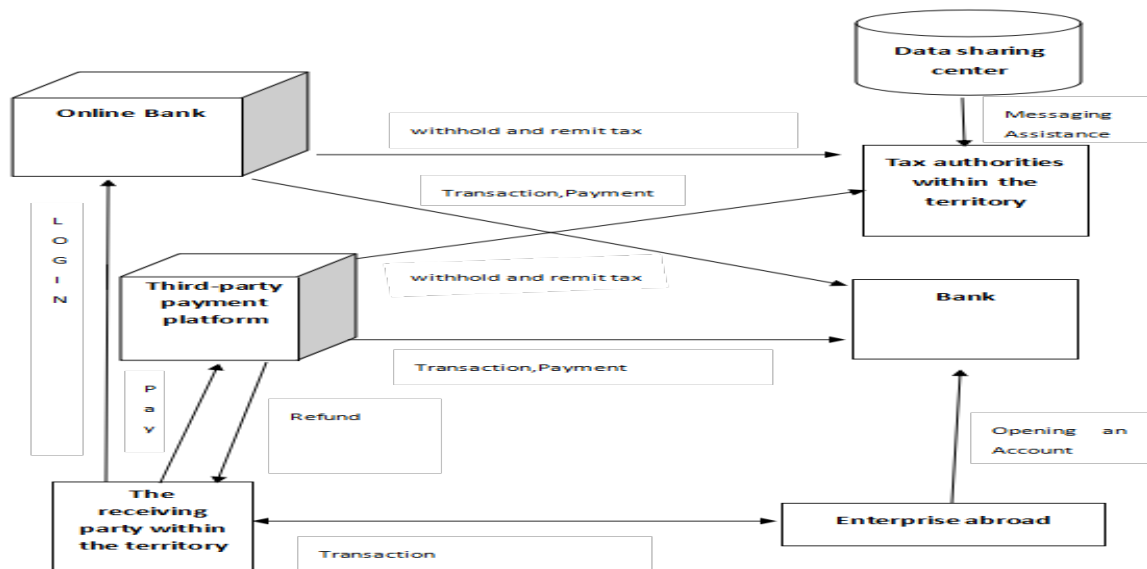 Data sharing
center
Online Bank
Messaging
Assistance
withhold and remit tax
Tax authorities
within the
territory
Transaction,Payment
L
O
G
I
N
withhold and remit tax
Third-party
payment
platform
Bank
Transaction,Payment
P
a
y
Refund
Opening an
Account
The
receiving
party within
the territory
Enterprise abroad
Transaction